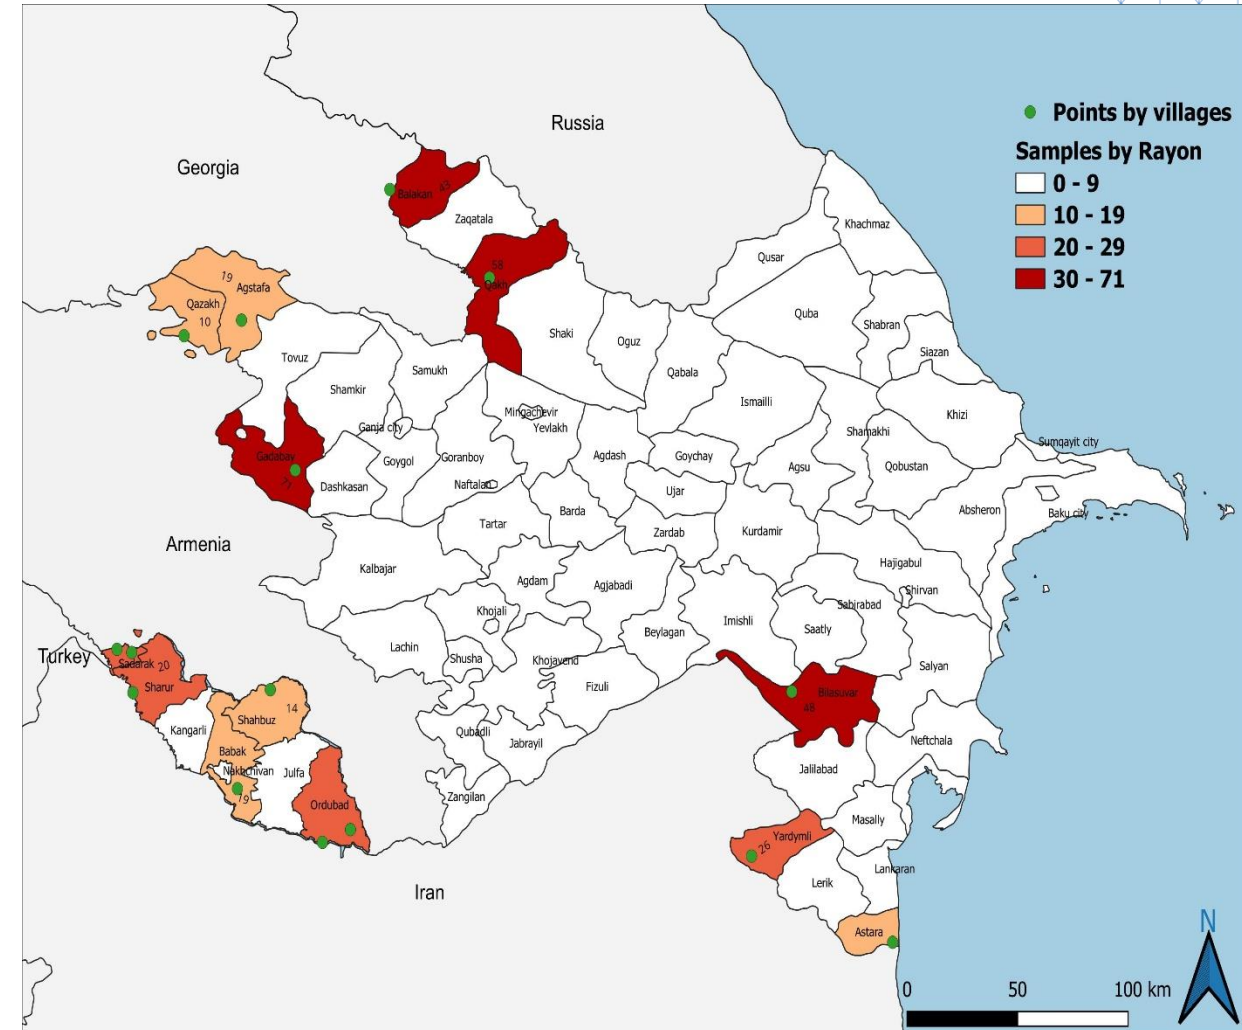 Russia
Georgia
Points by villages
Samples by Rayon
0 - 9
10 - 19
20 - 29
30 - 71
Balakan 43
Zaqatala
Khachmaz
Qusar
58
Qakh
19
Agstafa
Qazakh
10
Quba
Shabran
Siazan
Shaki
Oguz
Tovuz
Samukh
Qabala
Shamkir
Ismailli
Khizi
Mingachevir
Yevlakh
Ganja city
Shamakhi
Sumqayit city
Gadabay
71
Goygol
Goranboy
Agdash
Goychay
Agsu
Qobustan
Dashkasan
Naftalan
Ujar
Absheron
Baku city
Tartar
Barda
Zardab
Kurdamir
Armenia
Kalbajar
Agdam
Agjabadi
Hajigabul
Shirvan
Khojali
Sabirabad
Imishli
Saatly
Beylagan
Lachin
Shusha
Khojavend
Salyan
Turkey
Sadarak 20
Sharur
Fizuli
Bilasuvar
48
Shahbuz
14
Kangarli
Qubadli
Jabrayil
Neftchala
Babak
Nakhchivan
Julfa
Jalilabad
19
Ordubad
Zangilan
Masally
Yardymli
26
Lankaran
Lerik
Iran
Astara
N
0 50 100 km